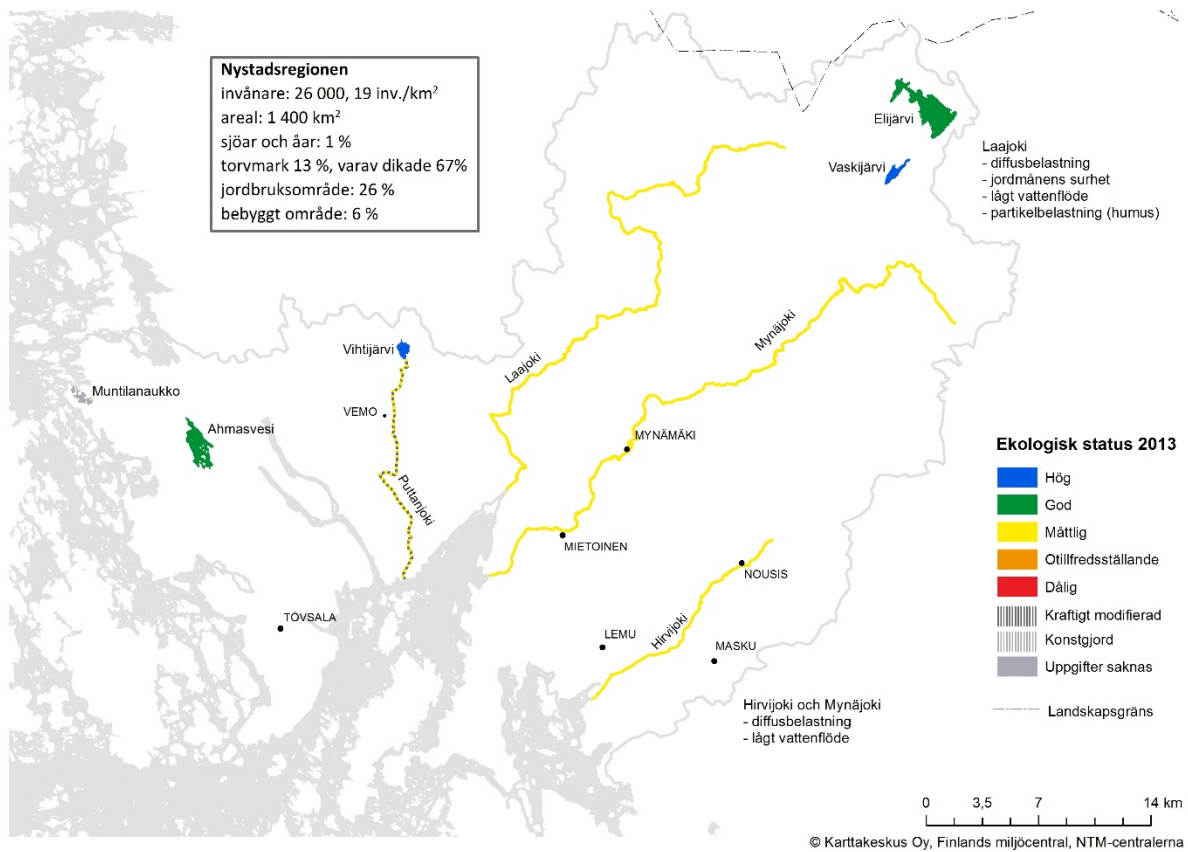 Nystadsregionen
invånare: 26 000, 19 inv./km²
areal: 1 400 km²
sjöar och åar: 1 %
torvmark 13 %, varav dikade 67%
jordbruksområde: 26 %
bebyggt område: 6 %
Elijärvi
Vaskijärvi
Laajoki
- diffusbelastning
- jordmånens surhet
- lågt vattenflöde
- partikelbelastning (humus)
Vihtijärvi
Laajoki
Mynäjoki
Muntilanaukko
VEMO
Ahmasvesi
MYNÄMÄKI
Puttanjoki
MIETOINEN
NOUSIS
TÖVSALA
LEMU
Hirvijoki
MASKU
Hirvijoki och Mynäjoki
- diffusbelastning
- lågt vattenflöde
Ekologisk status 2013
Hög
God
Måttlig
Otillfredsställande
Dålig
Kraftigt modifierad
Konstgjord
Uppgifter saknas
Landskapsgräns
0 3,5 7 14 km
© Karttakeskus Oy, Finlands miljöcentral, NTM-centralerna